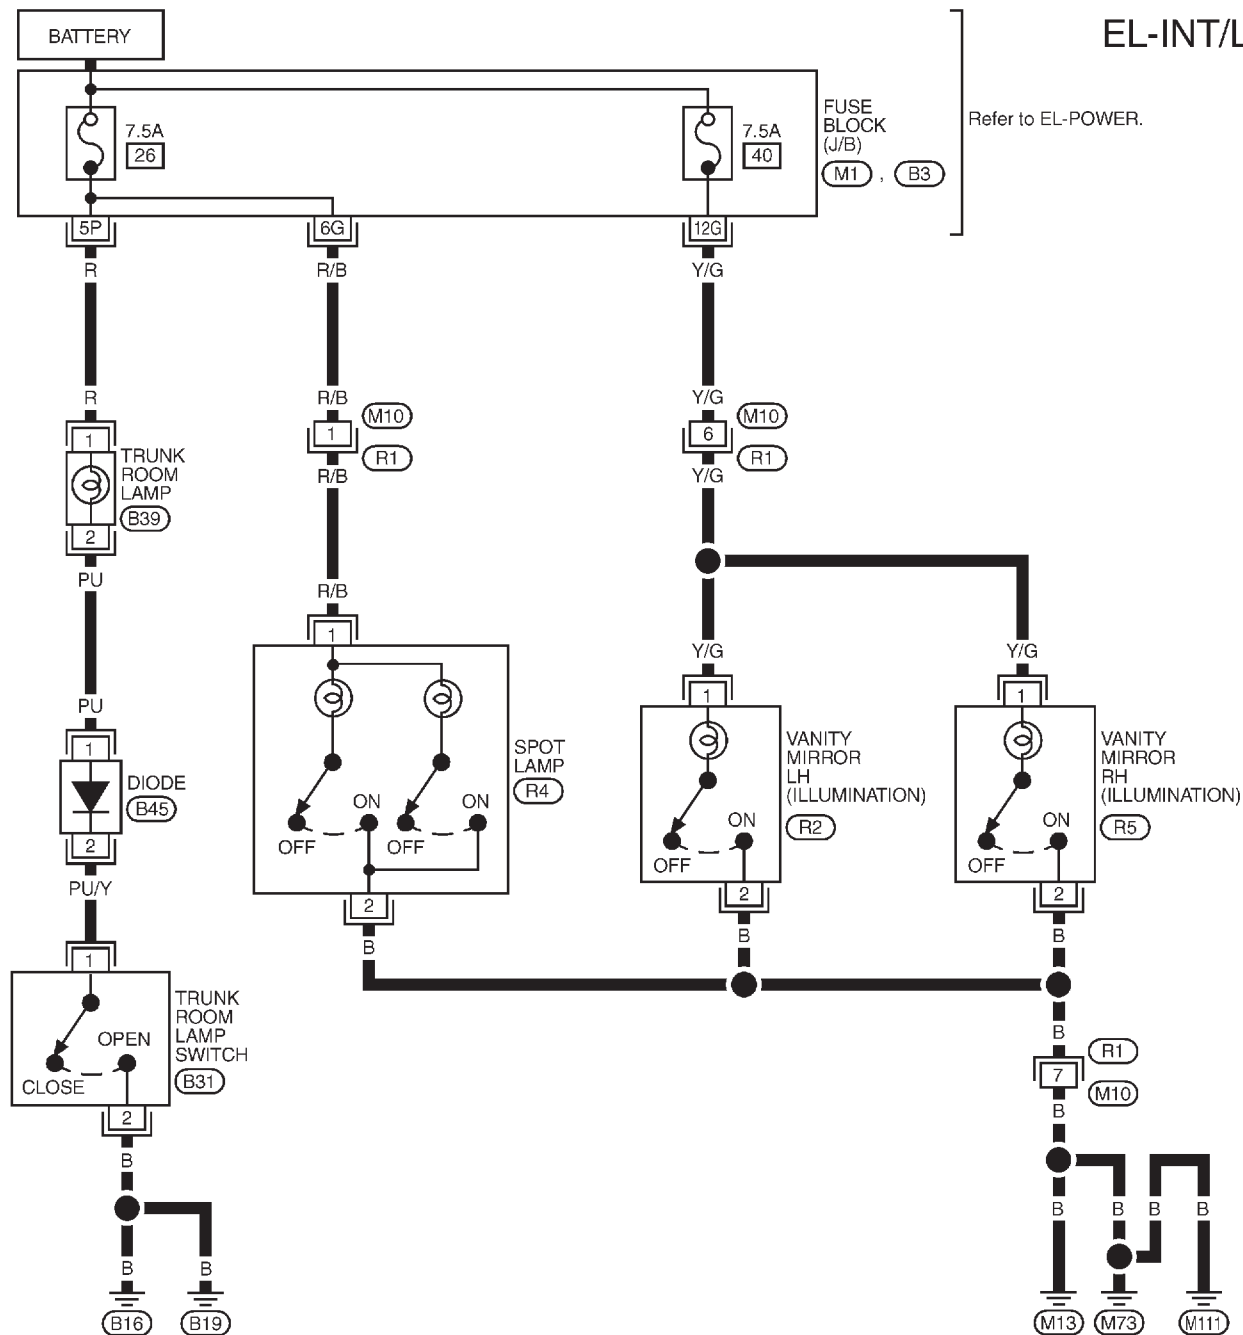 BATTERY
EL-INT/L
7.5A
26
7.5A
40
FUSE
BLOCK
(J/B)
M1 , B3
Refer to EL-POWER.
5P
6G
12G
R
R/B
Y/G
R
R/B
Y/G
M10
M10
1
1
6
R1
R1
R/B
Y/G
TRUNK
ROOM
LAMP
B39
2
PU
R/B
1
Y/G
Y/G
1
1
PU
1
DIODE
B45
2
PU/Y
SPOT
LAMP
R4
ON
ON
OFF
OFF
2
B
VANITY
MIRROR
LH
(ILLUMINATION)
R2
ON
OFF
2
B
VANITY
MIRROR
RH
(ILLUMINATION)
R5
ON
OFF
2
B
1
TRUNK
ROOM
LAMP
SWITCH
B31
OPEN
CLOSE
2
B
B
R1
7
M10
B
B
B
B
B
B
B
B16
B19
M13
M73
M111